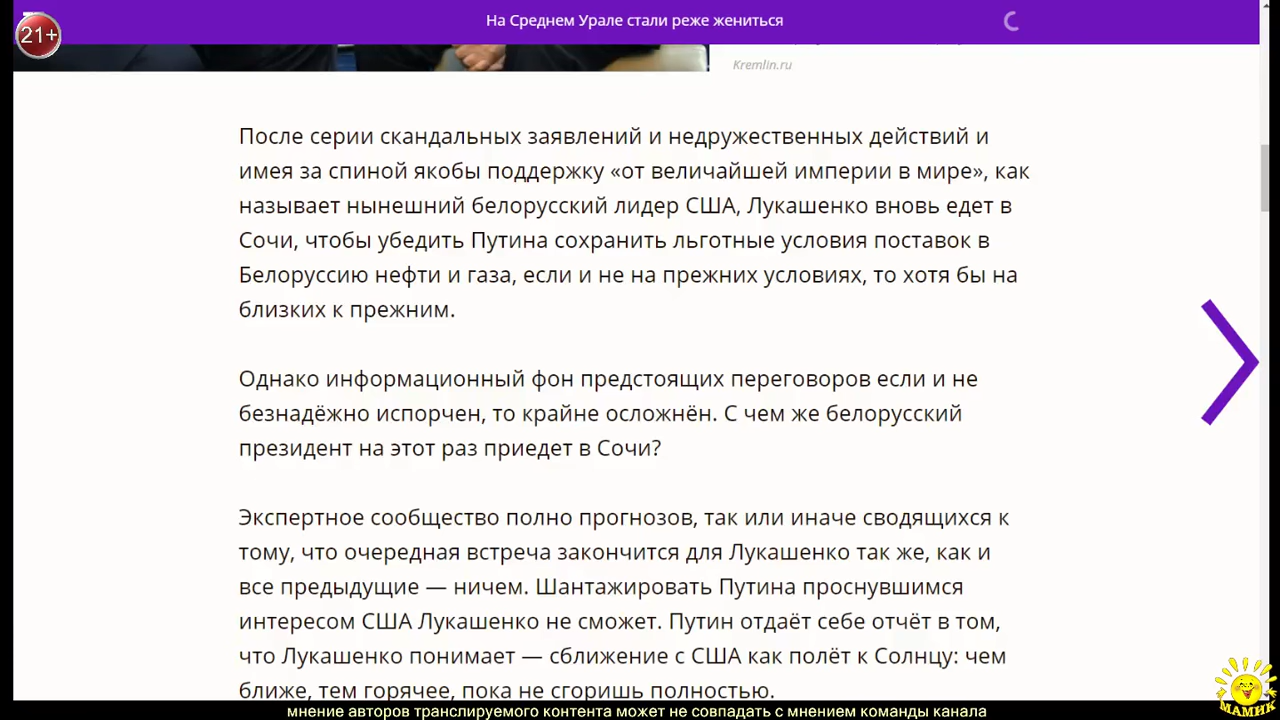 На Среднем Урале стали реже жениться
21+
Kremlin.ru
После серии скандальных заявлений и недружественных действий и
имея за спиной якобы поддержку «от величайшей империи в мире», как
называет нынешний белорусский лидер США, Лукашенко вновь едет в
Сочи, чтобы убедить Путина сохранить льготные условия поставок в
Белоруссию нефти и газа, если и не на прежних условиях, то хотя бы на
близких к прежним.
Однако информационный фон предстоящих переговоров если и не
безнадёжно испорчен, то крайне осложнён. С чем же белорусский
президент на этот раз приедет в Сочи?
Экспертное сообщество полно прогнозов, так или иначе сводящихся к
тому, что очередная встреча закончится для Лукашенко так же, как и
все предыдущие — ничем. Шантажировать Путина проснувшимся
интересом США Лукашенко не сможет. Путин отдаёт себе отчёт в том,
что Лукашенко понимает — сближение с США как полёт к Солнцу: чем
ближе, тем горячее, пока не сгоришь полностью.
МАМИК
мнение авторов транслируемого контента может не совпадать с мнением команды канала